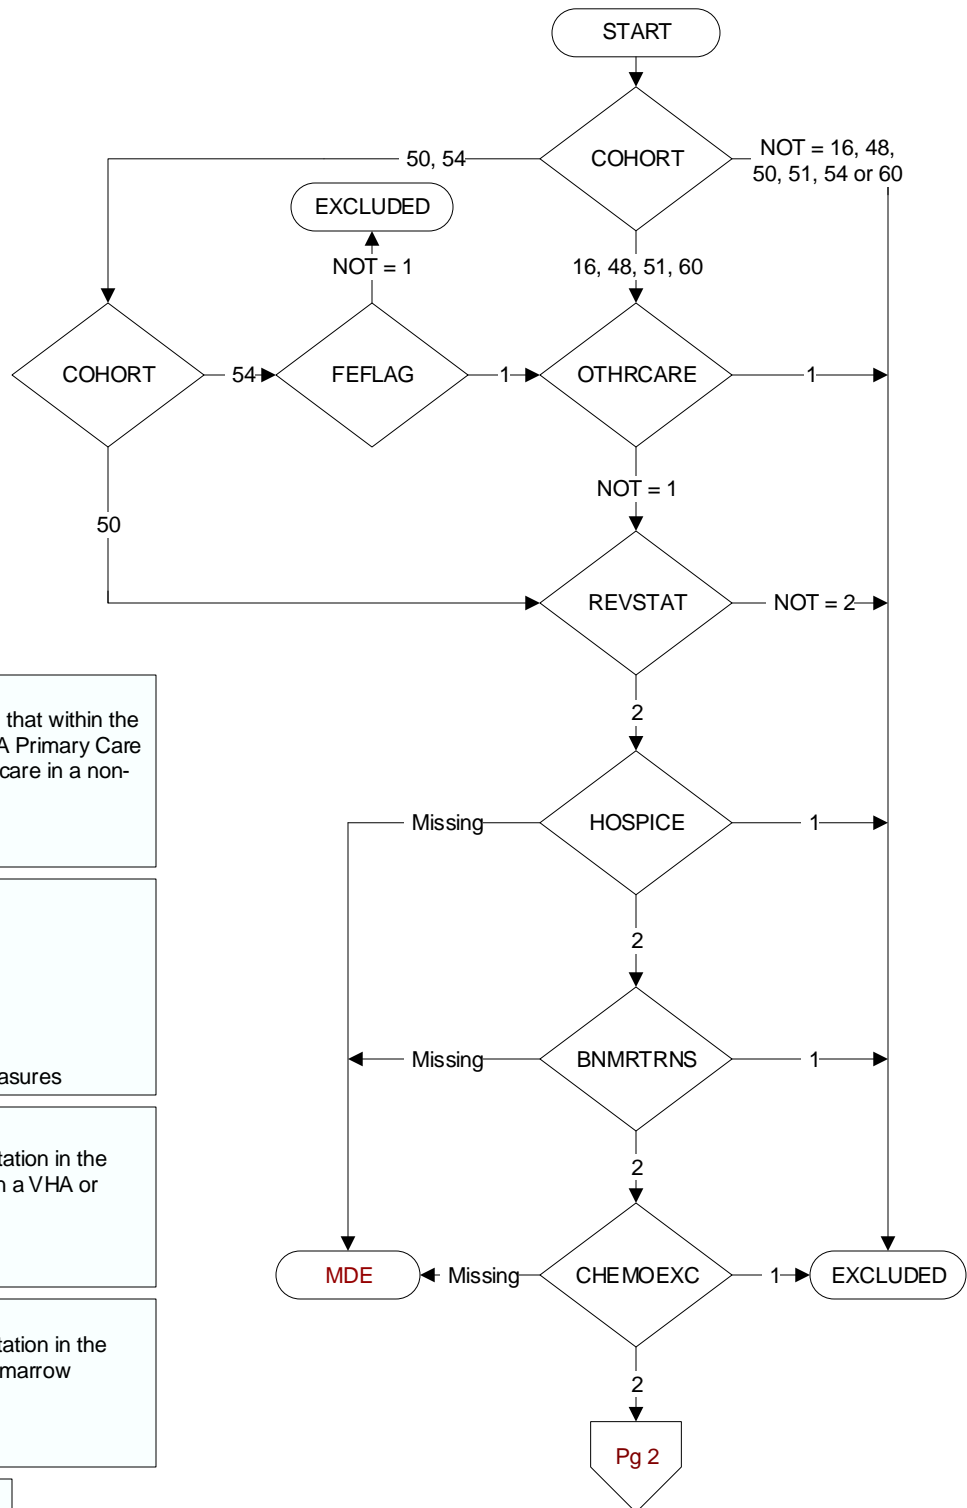 START
COHORT
NOT = 16, 48,
50, 51, 54 or 60
50, 54
EXCLUDED
NOT = 1
16, 48, 51, 60
COHORT
54
FEFLAG
1
OTHRCARE
1
NOT = 1
50
REVSTAT
NOT = 2
2
that within the
A Primary Care
care in a non-
HOSPICE
Missing
1
2
BNMRTRNS
Missing
1
asures
2
tation in the
a VHA or
MDE
Missing
CHEMOEXC
1
EXCLUDED
tation in the
marrow
2
Pg 2